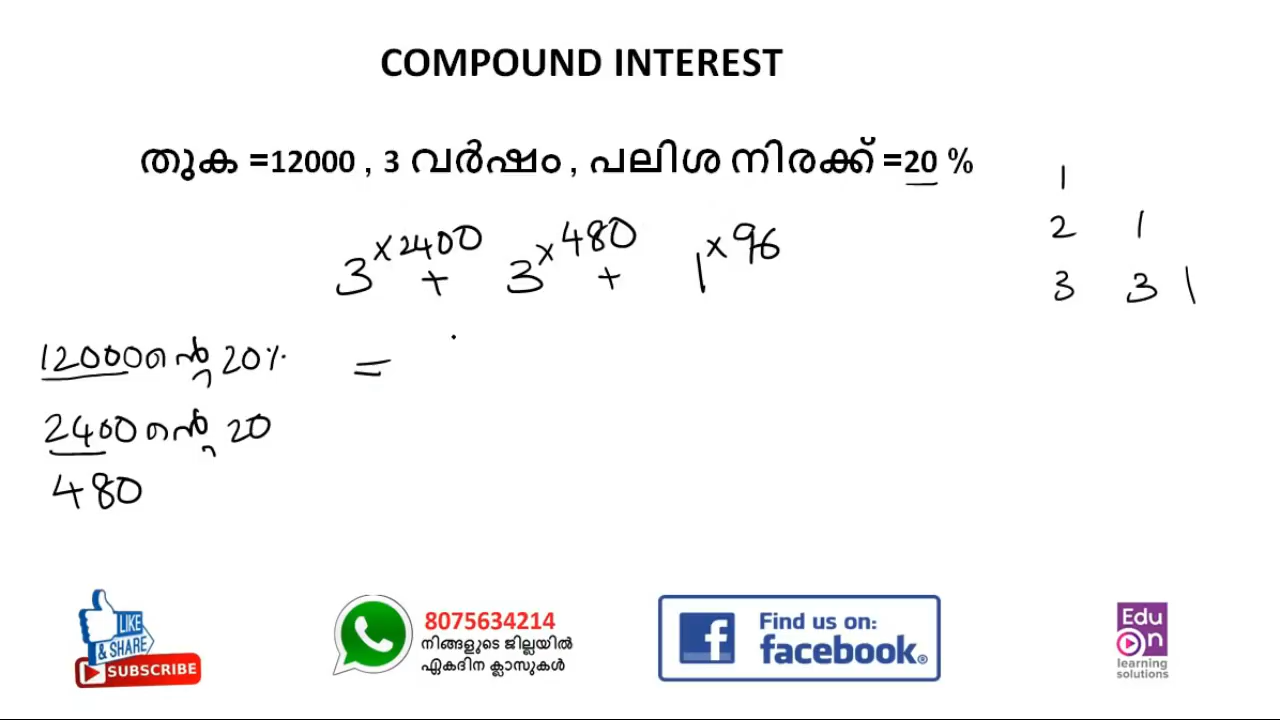 COMPOUND INTEREST
തുക =12000 , 3 വർഷം , പലിശ നിരക്ക് =20 %
1
2 1
3 3 1
3 × 2400 + 3 × 480 + 1 × 96
12000ന്റെ 20%
=
2400ന്റെ 20
480
LIKE
& SHARE
SUBSCRIBE
8075634214
നിങ്ങളുടെ ജില്ലയിൽ
ഏകദിന ക്ലാസുകൾ
Find us on:
facebook®
Edu
On
learning
solutions